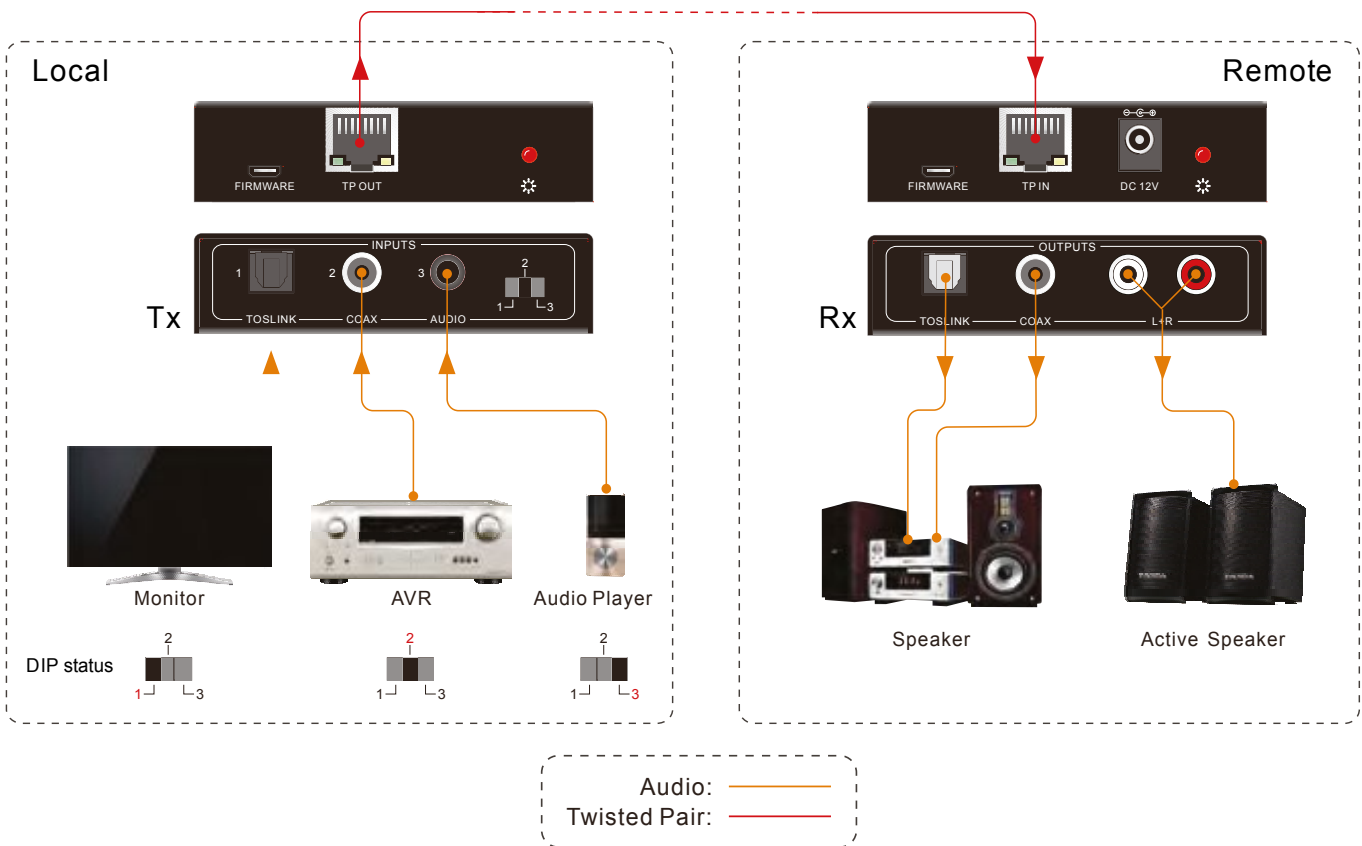 Local
Remote
FIRMWARE
TP OUT
FIRMWARE
TP IN
DC 12V
INPUTS
1
2
3
2
1
3
TOSLINK
COAX
AUDIO
Tx
OUTPUTS
TOSLINK
COAX
L+R
Rx
Monitor
AVR
Audio Player
Speaker
Active Speaker
DIP status
2
1
3
2
1
3
2
1
3
Audio:
Twisted Pair: